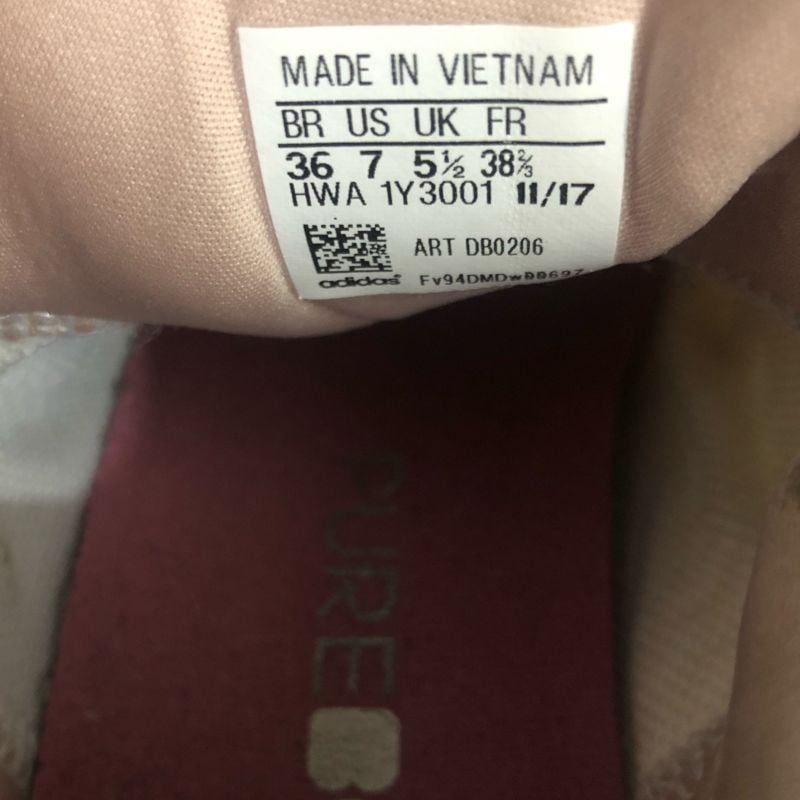 MADE IN VIETNAM
BR US UK FR
36 7 5½ 38⅔
HWA 1Y3001 11/17
ART DB0206
adidas
PURE